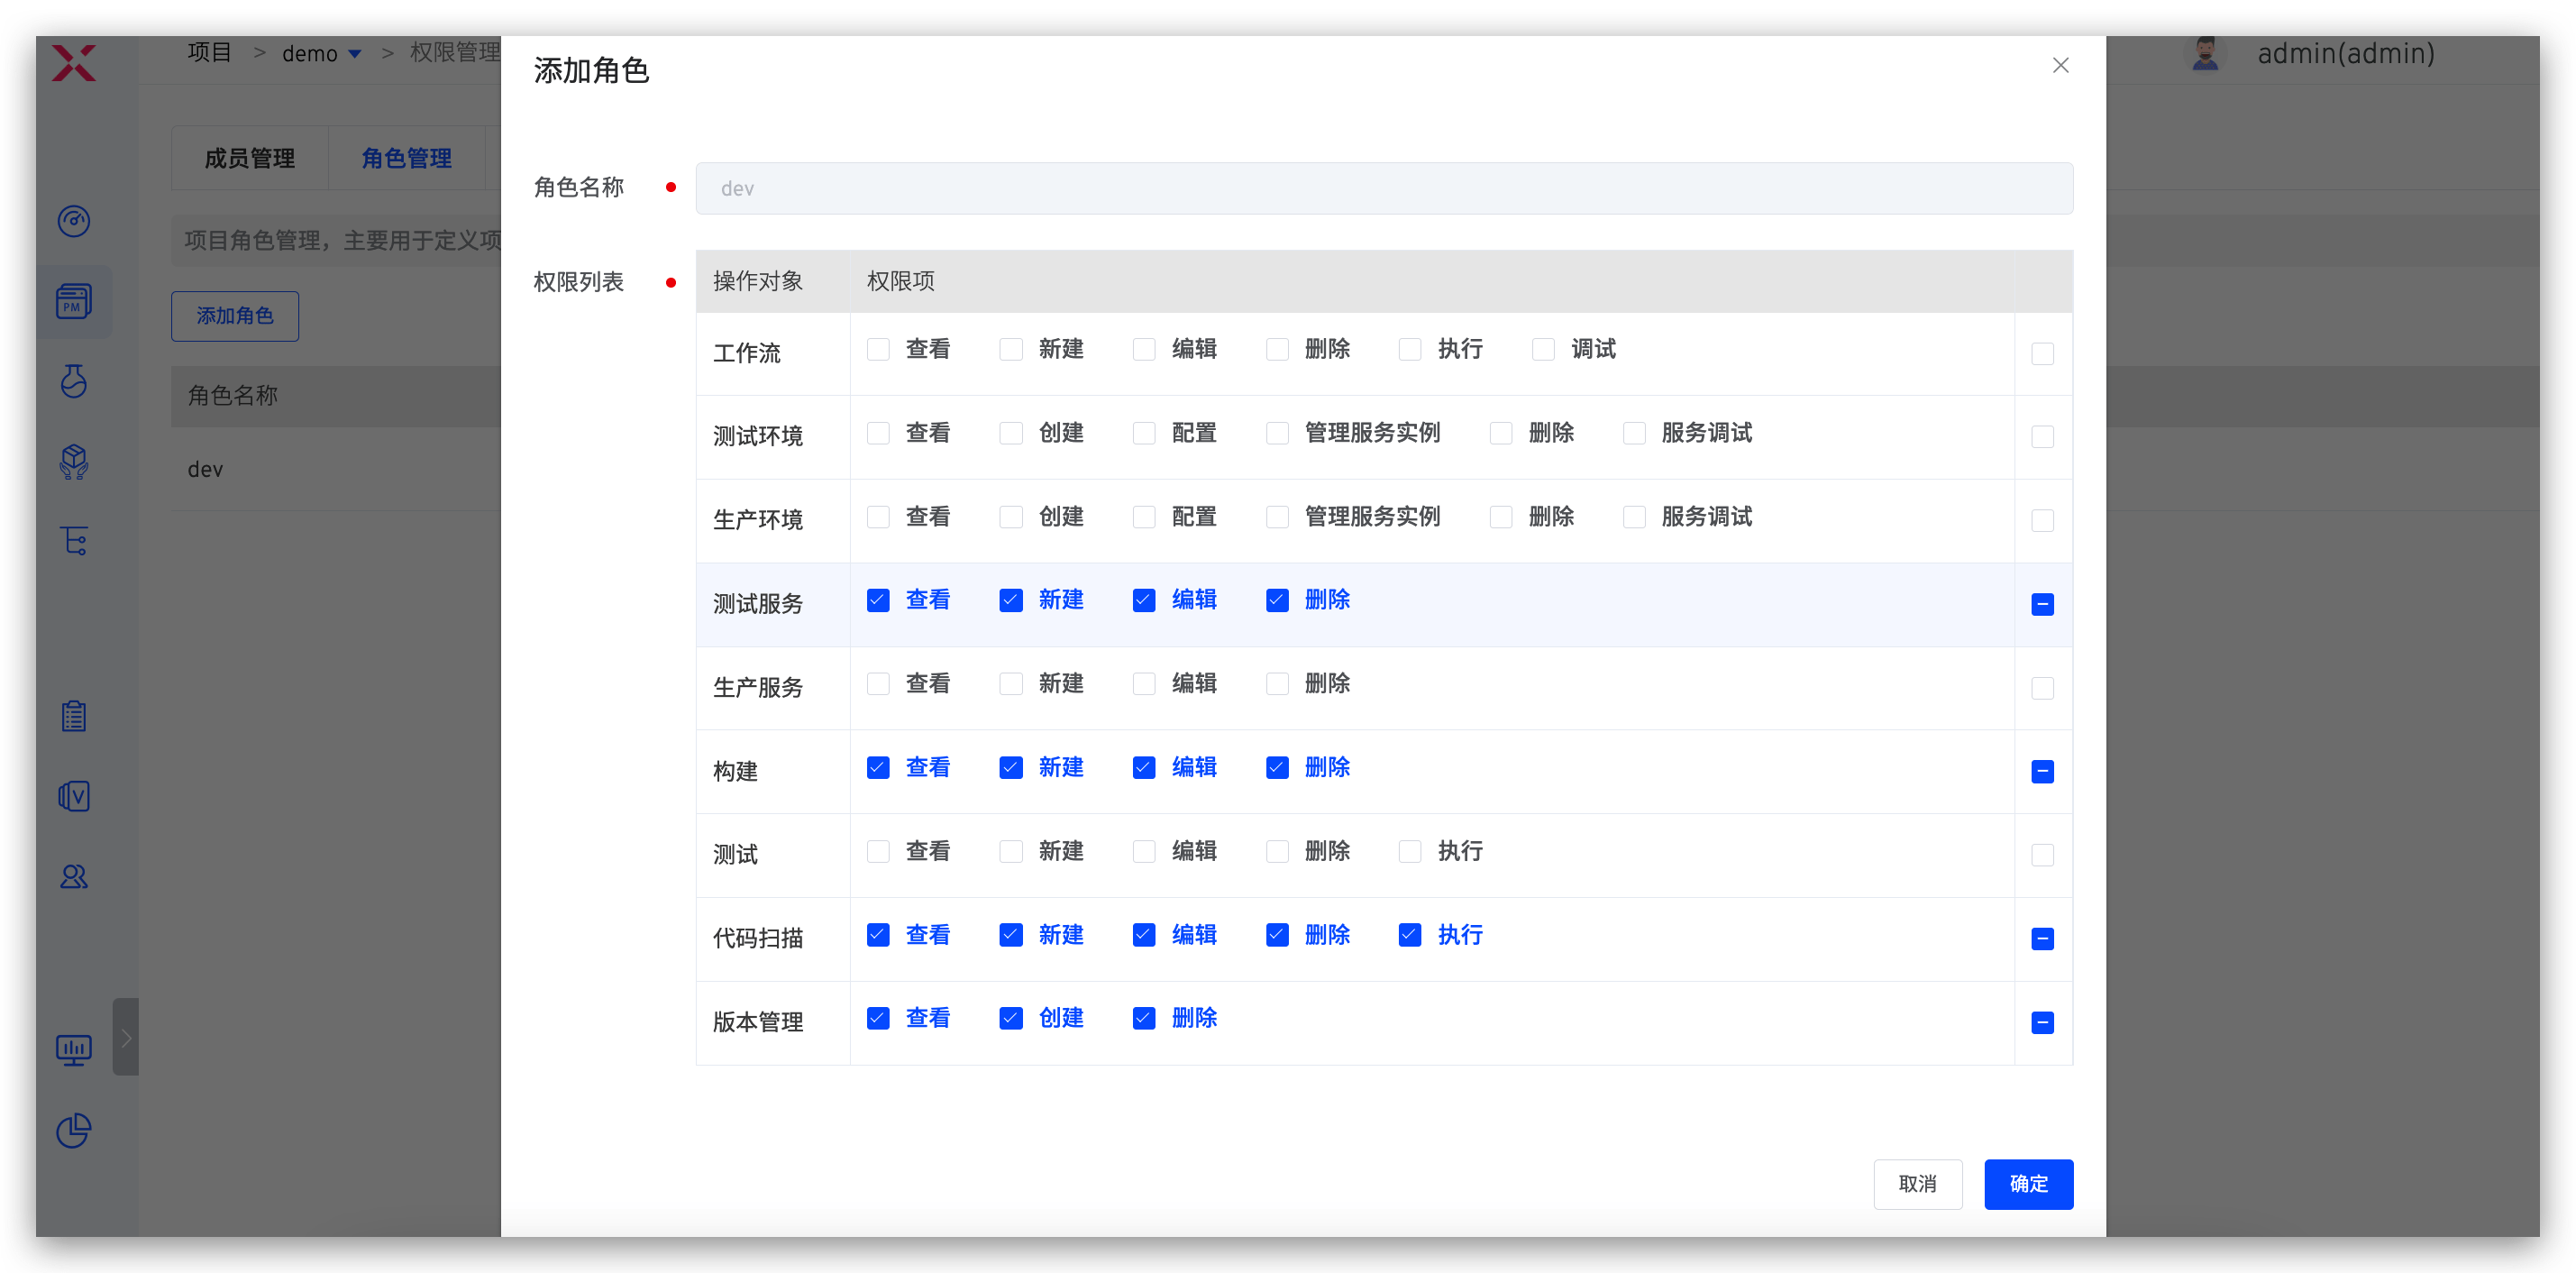 项目 > demo > 权限管理
admin(admin)
成员管理 角色管理
项目角色管理，主要用于定义项
添加角色
角色名称
dev
PM
V
添加角色
角色名称 dev
权限列表 操作对象 权限项
工作流 查看 新建 编辑 删除 执行 调试
测试环境 查看 创建 配置 管理服务实例 删除 服务调试
生产环境 查看 创建 配置 管理服务实例 删除 服务调试
测试服务 查看 新建 编辑 删除
生产服务 查看 新建 编辑 删除
构建 查看 新建 编辑 删除
测试 查看 新建 编辑 删除 执行
代码扫描 查看 新建 编辑 删除 执行
版本管理 查看 创建 删除
取消 确定